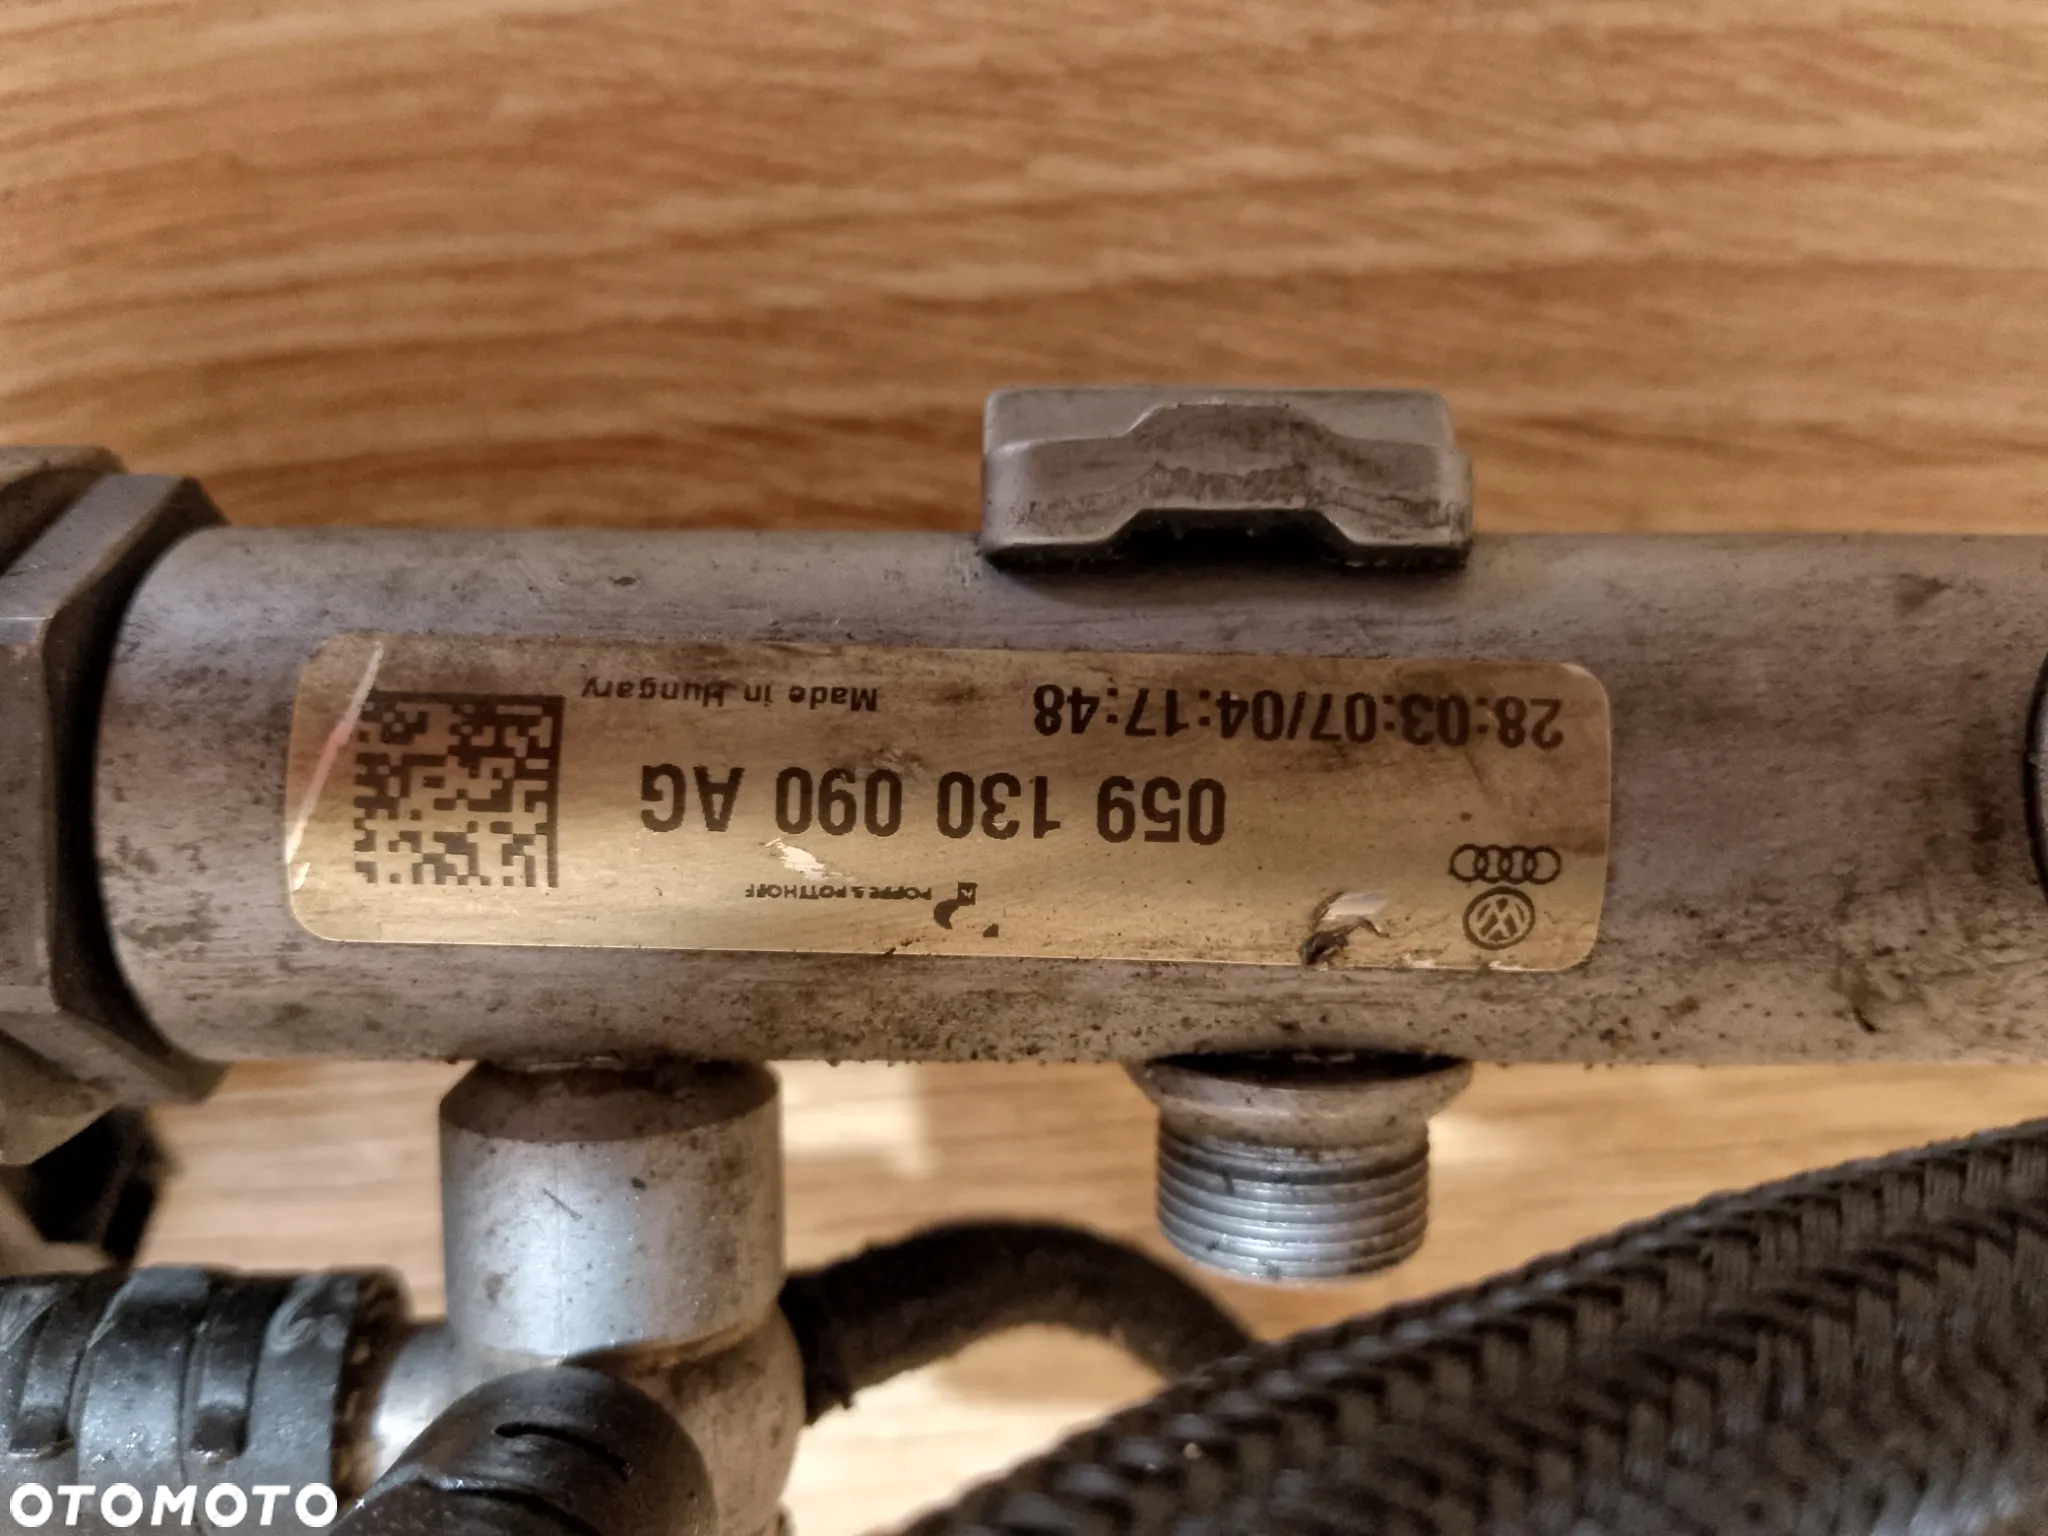 POPPE & POTTHOFF
059 130 090 AG
28:03:07/04:17:48
Made in Hungary
OTOMOTO